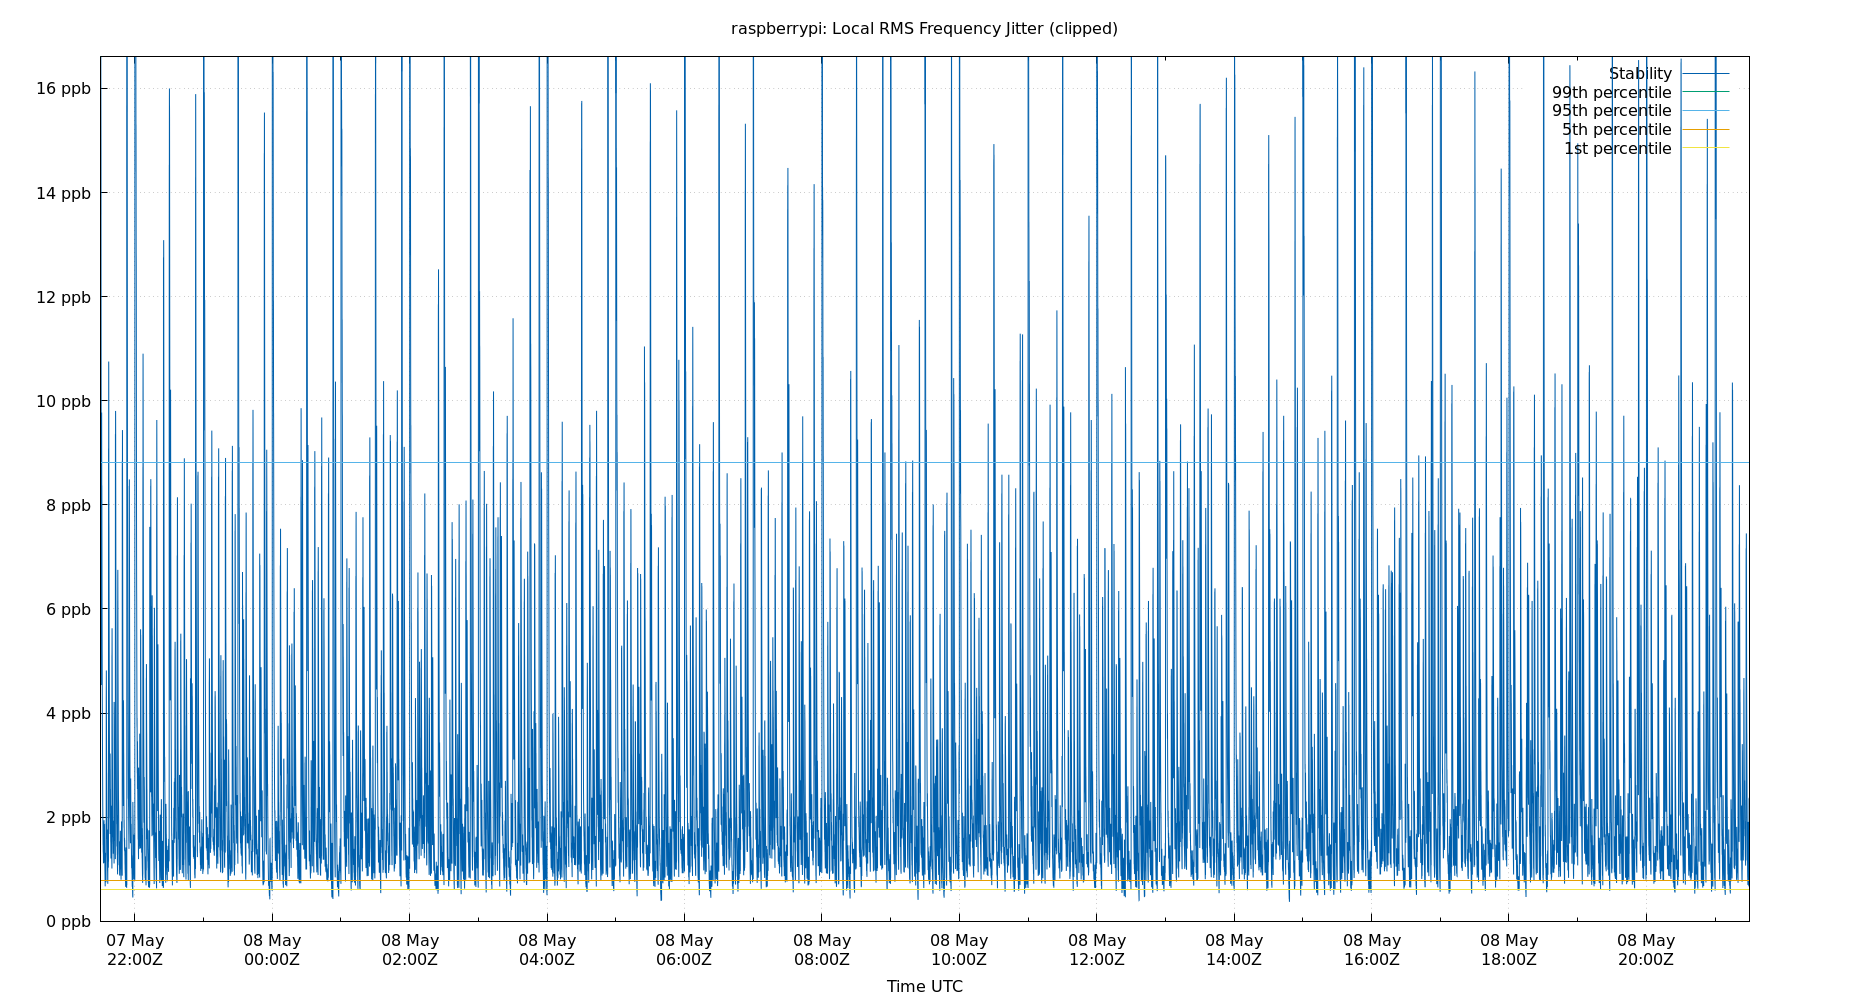 raspberrypi: Local RMS Frequency Jitter (clipped)
16 ppb
14 ppb
12 ppb
10 ppb
8 ppb
6 ppb
4 ppb
2 ppb
0 ppb
Stability
99th percentile
95th percentile
5th percentile
1st percentile
07 May 08 May 08 May 08 May 08 May 08 May 08 May 08 May 08 May 08 May 08 May 08 May
22:00Z 00:00Z 02:00Z 04:00Z 06:00Z 08:00Z 10:00Z 12:00Z 14:00Z 16:00Z 18:00Z 20:00Z
Time UTC